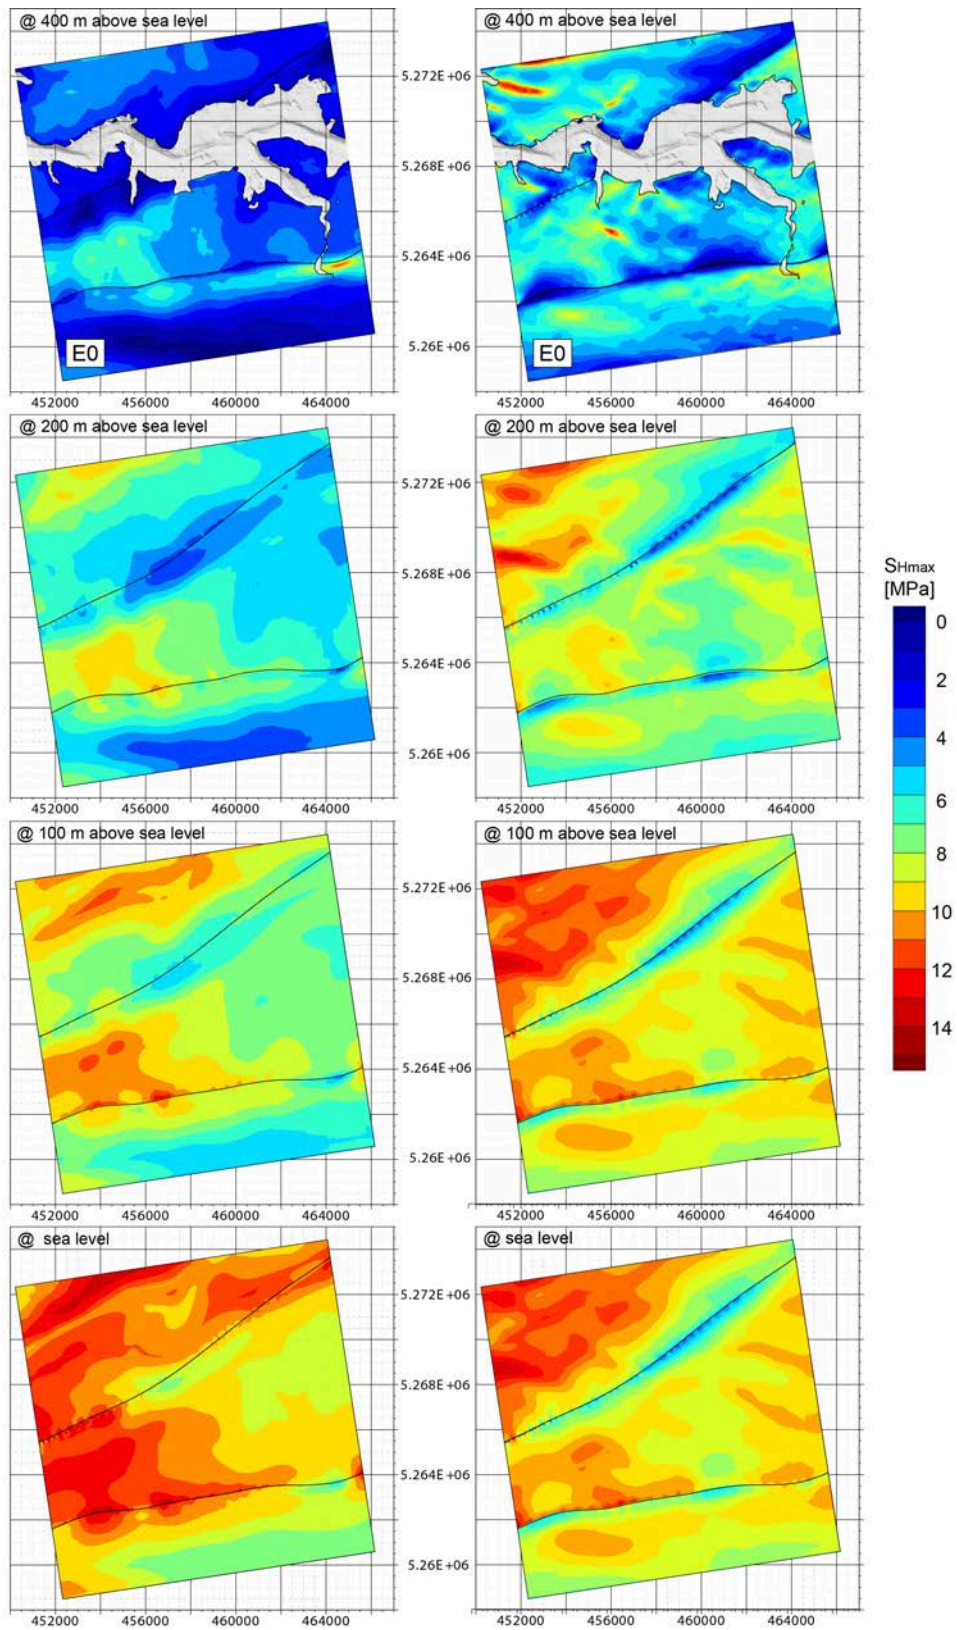 @ 400 m above sea level
@ 400 m above sea level
5.272E+06
5.268E+06
5.264E+06
5.26E+06
E0
E0
452000 456000 460000 464000
452000 456000 460000 464000
@ 200 m above sea level
@ 200 m above sea level
5.272E+06
5.268E+06
5.264E+06
5.26E+06
452000 456000 460000 464000
452000 456000 460000 464000
SHmax
[MPa]
0
2
4
6
8
10
12
14
@ 100 m above sea level
@ 100 m above sea level
5.272E+06
5.268E+06
5.264E+06
5.26E+06
452000 456000 460000 464000
452000 456000 460000 464000
@ sea level
@ sea level
5.272E+06
5.268E+06
5.264E+06
5.26E+06
452000 456000 460000 464000
452000 456000 460000 464000